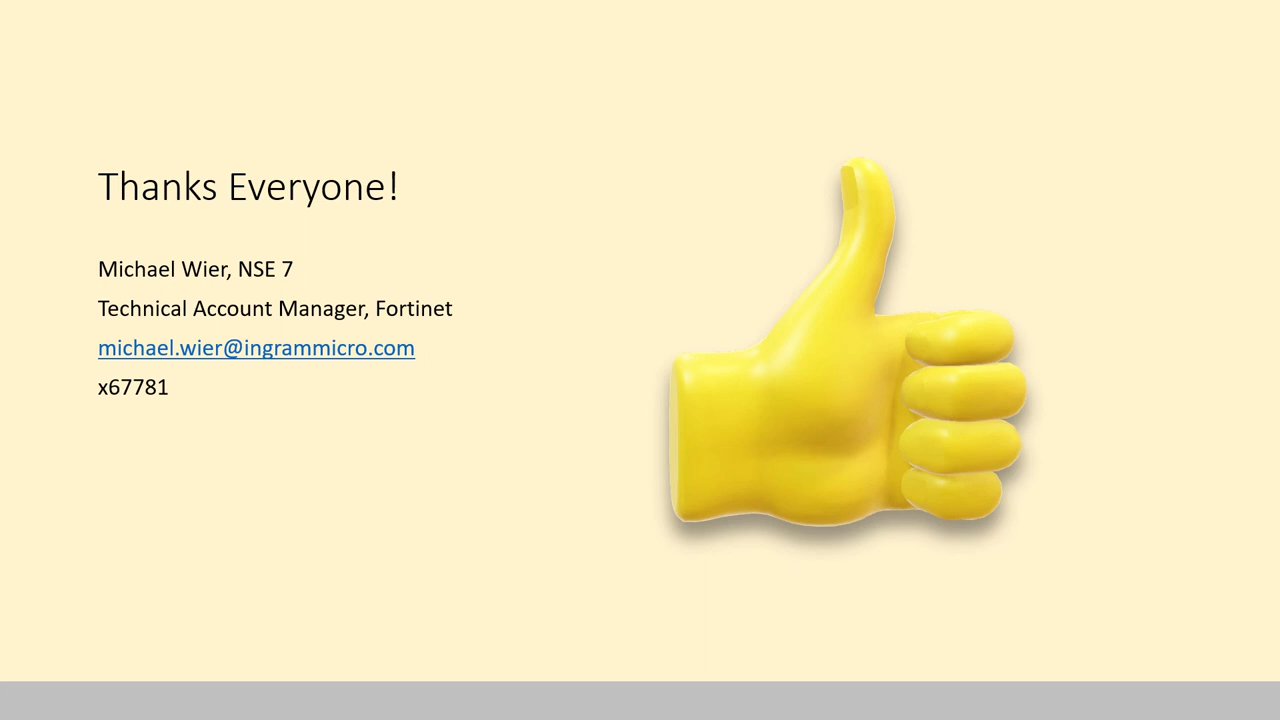 Thanks Everyone!
Michael Wier, NSE 7
Technical Account Manager, Fortinet
michael.wier@ingrammicro.com
x67781